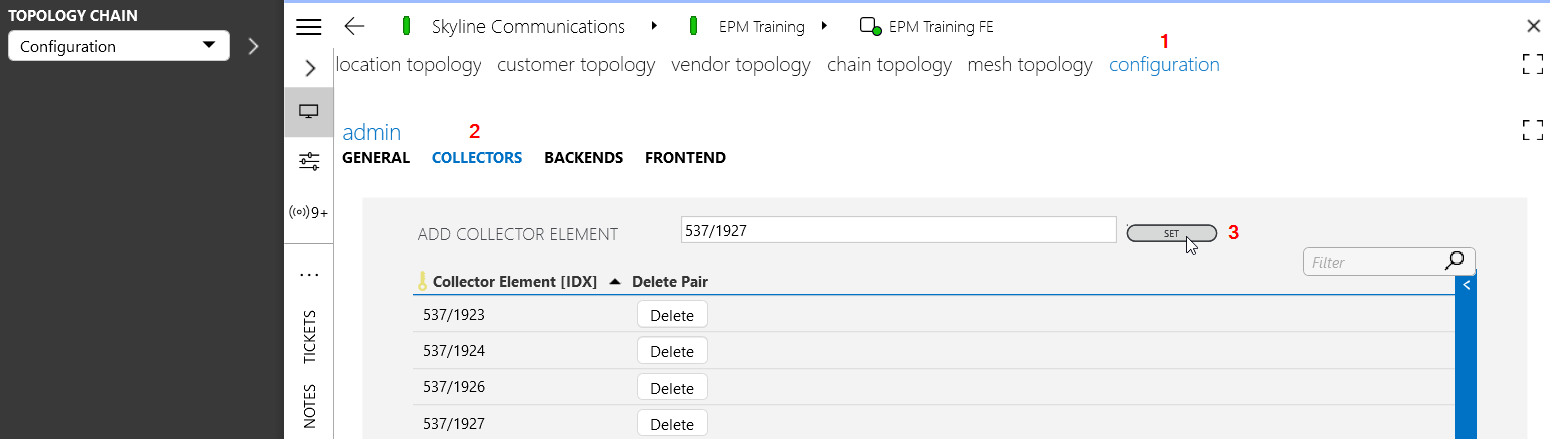 TOPOLOGY CHAIN
Configuration
Skyline Communications EPM Training EPM Training FE
1
location topology customer topology vendor topology chain topology mesh topology configuration
admin 2
GENERAL COLLECTORS BACKENDS FRONTEND
9+
ADD COLLECTOR ELEMENT 537/1927 SET 3
Filter
Collector Element [IDX] Delete Pair
<
537/1923 Delete
537/1924 Delete
537/1926 Delete
537/1927 Delete
...
TICKETS
NOTES